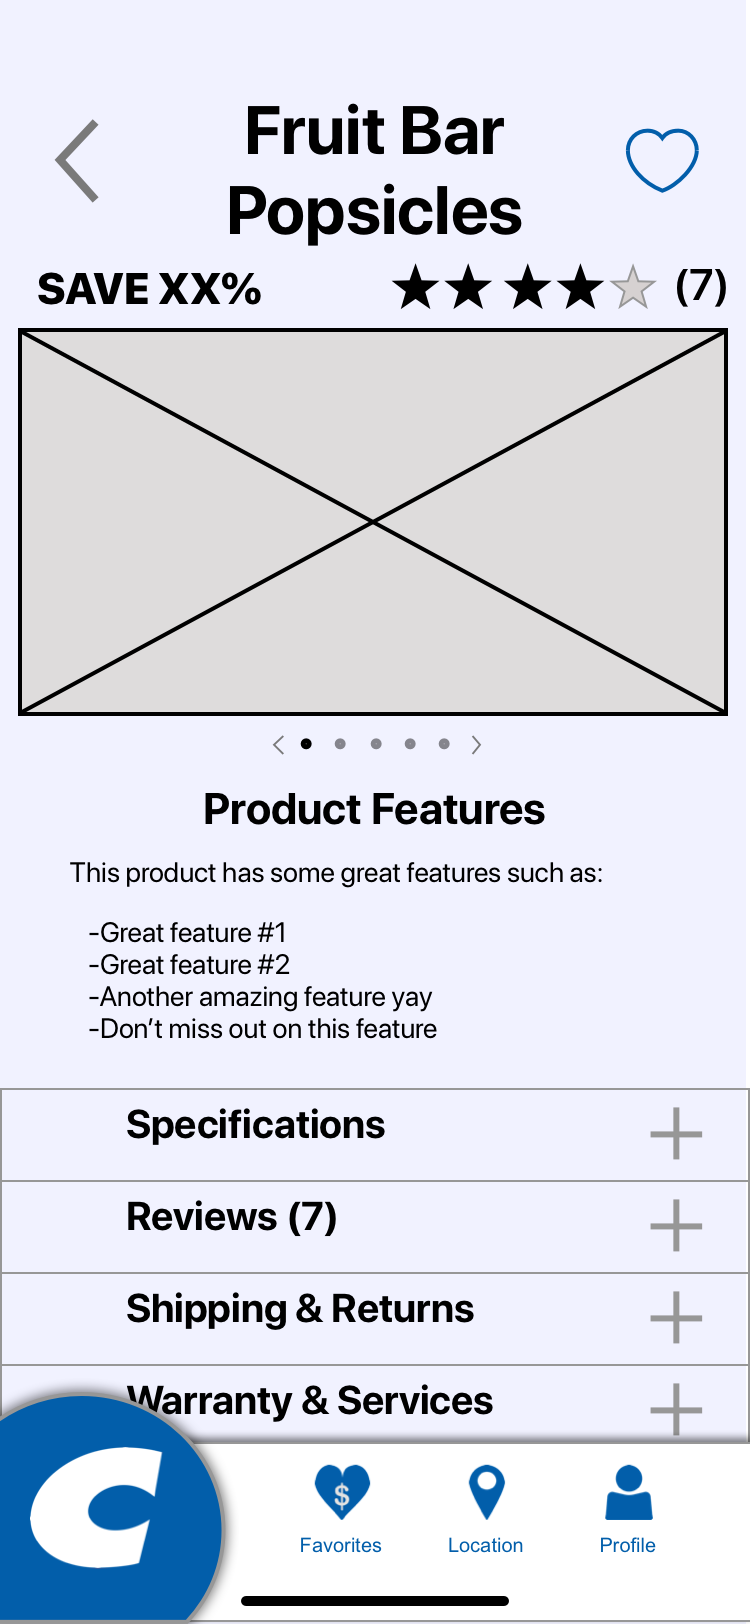 Fruit Bar
Popsicles
SAVE XX%
(7)
Product Features
This product has some great features such as:
-Great feature #1
-Great feature #2
-Another amazing feature yay
-Don’t miss out on this feature
Specifications
Reviews (7)
Shipping & Returns
Warranty & Services
C
$
Favorites
Location
Profile